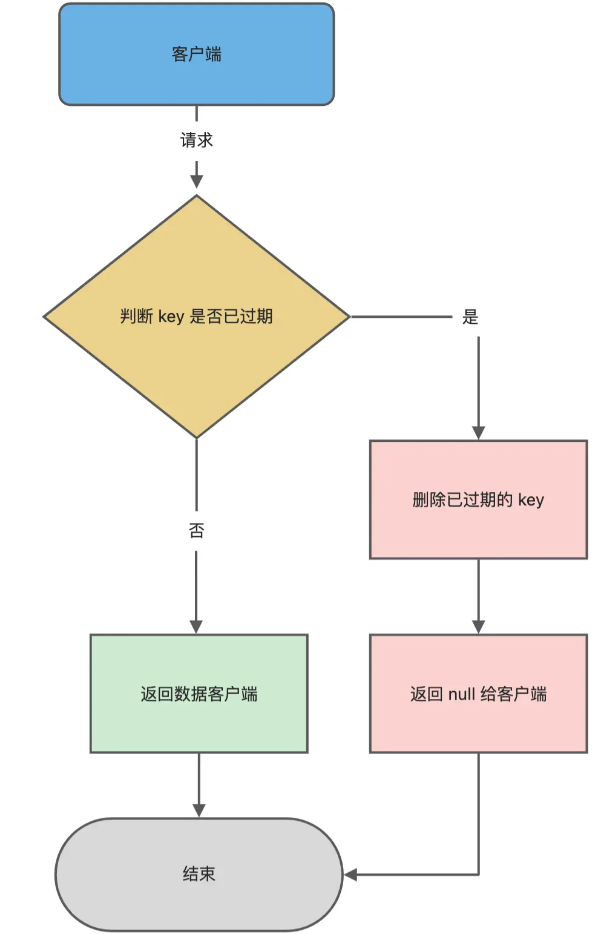 客户端
请求
判断 key 是否已过期
是
删除已过期的 key
否
返回数据客户端
返回 null 给客户端
结束